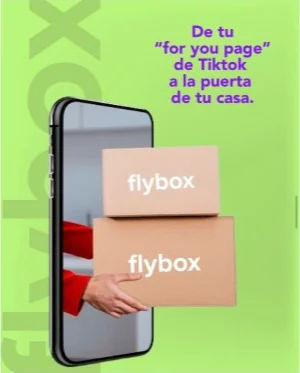 flybox
De tu
“for you page”
de Tiktok
a la puerta
de tu casa.
flybox
flybox